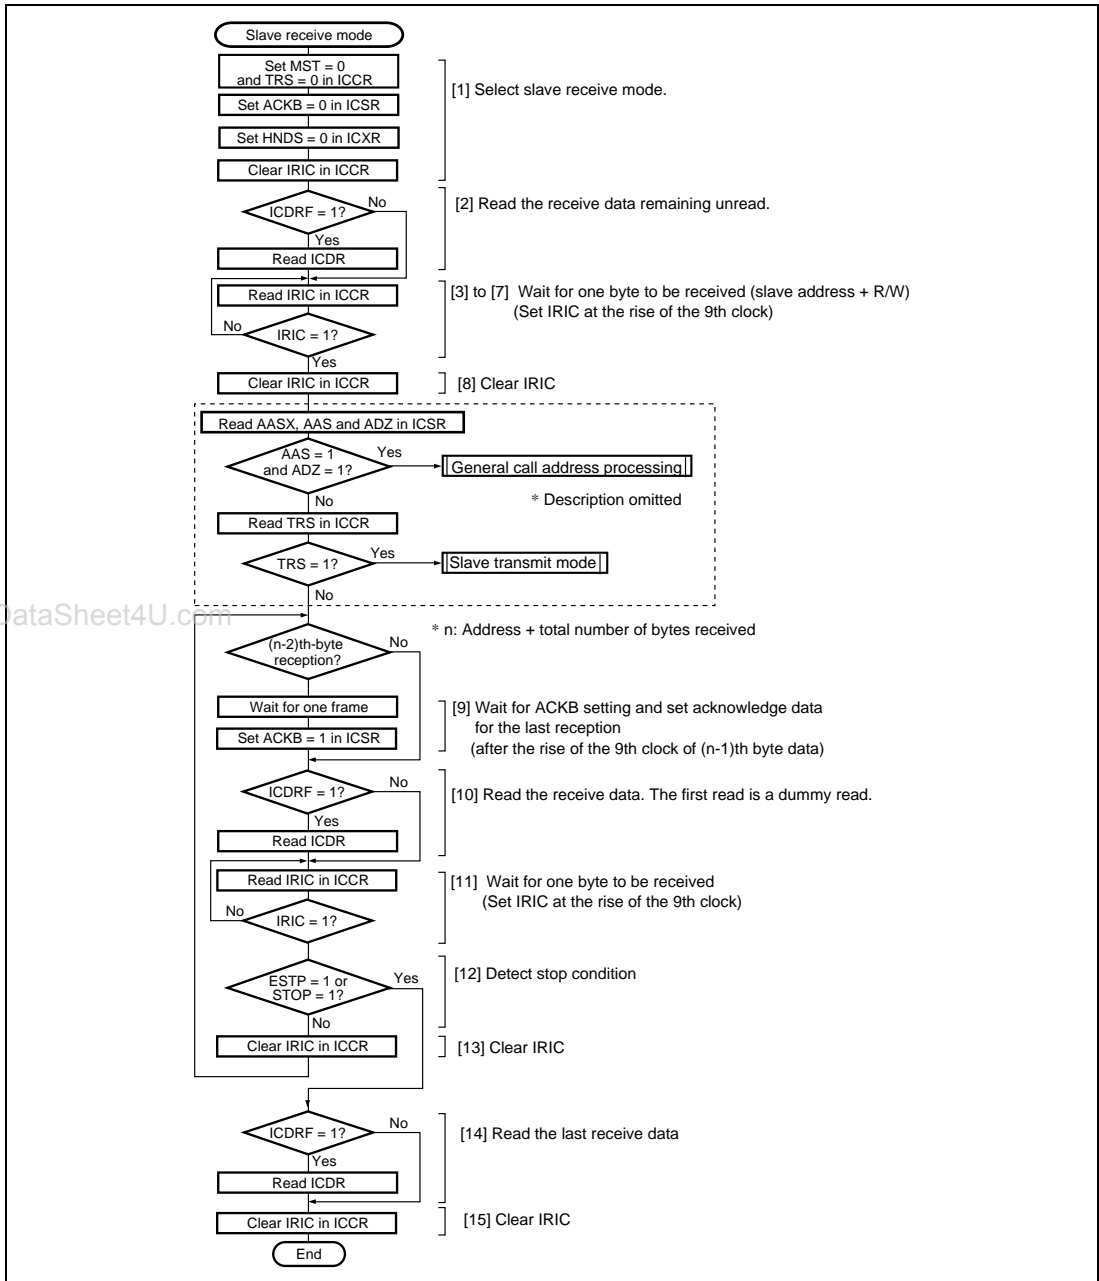 Slave receive mode
Set MST = 0
and TRS = 0 in ICCR
[1] Select slave receive mode.
Set ACKB = 0 in ICSR
Set HNDS = 0 in ICXR
Clear IRIC in ICCR
ICDRF = 1?
No
[2] Read the receive data remaining unread.
Yes
Read ICDR
Read IRIC in ICCR
[3] to [7] Wait for one byte to be received (slave address + R/W)
(Set IRIC at the rise of the 9th clock)
No
IRIC = 1?
Yes
Clear IRIC in ICCR
[8] Clear IRIC
Read AASX, AAS and ADZ in ICSR
AAS = 1
and ADZ = 1?
Yes
General call address processing
* Description omitted
No
Read TRS in ICCR
TRS = 1?
Yes
Slave transmit mode
No
DataSheet4U.com
* n: Address + total number of bytes received
(n-2)th-byte
reception?
No
Wait for one frame
[9] Wait for ACKB setting and set acknowledge data
for the last reception
(after the rise of the 9th clock of (n-1)th byte data)
Set ACKB = 1 in ICSR
ICDRF = 1?
No
[10] Read the receive data. The first read is a dummy read.
Yes
Read ICDR
Read IRIC in ICCR
[11] Wait for one byte to be received
(Set IRIC at the rise of the 9th clock)
No
IRIC = 1?
ESTP = 1 or
STOP = 1?
Yes
[12] Detect stop condition
No
Clear IRIC in ICCR
[13] Clear IRIC
ICDRF = 1?
No
[14] Read the last receive data
Yes
Read ICDR
Clear IRIC in ICCR
[15] Clear IRIC
End